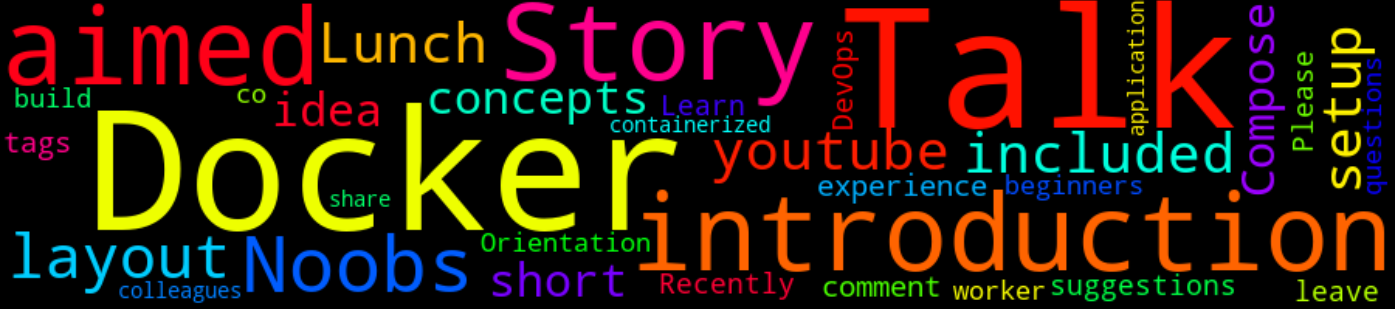 aimed
Lunch
Story
DevOps
Talk
application
Compose
Please
setup
questions
build
co
idea
concepts
Learn
containerized
tags
Docker
share
youtube
included
experience
beginners
introduction
layout
Noobs
Orientation
short
colleagues
Recently
comment
worker
suggestions
leave